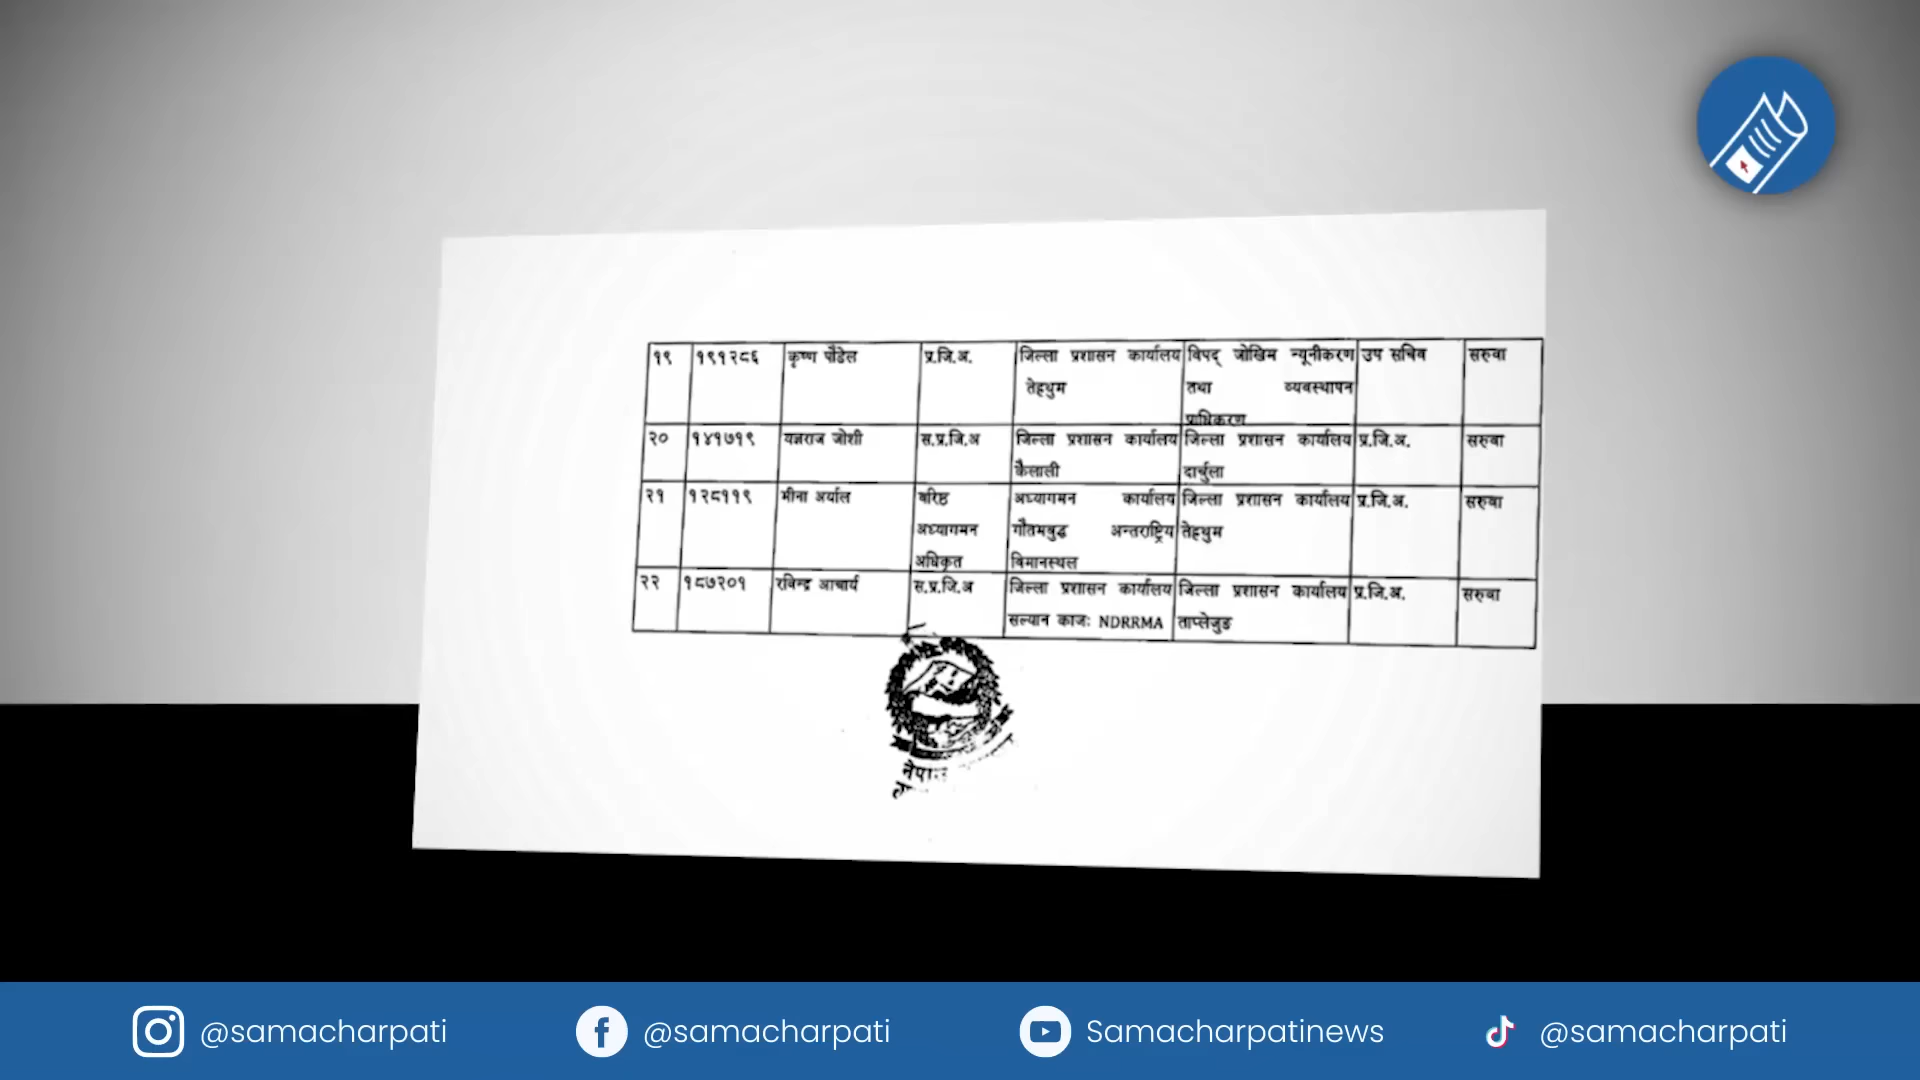 १९ १९१२८६ कृष्ण पौडेल प्र.जि.अ. जिल्ला प्रशासन कार्यालय विपद् जोखिम न्यूनीकरण उप सचिव सरुवा
तेह्रथुम तथा व्यवस्थापन
प्राधिकरण
२० १४१७१९ यज्ञराज जोशी स.प्र.जि.अ जिल्ला प्रशासन कार्यालय जिल्ला प्रशासन कार्यालय प्र.जि.अ. सरुवा
कैलाली दार्चुला
२१ १२८११९ मीना अर्याल वरिष्ठ अध्यागमन कार्यालय जिल्ला प्रशासन कार्यालय प्र.जि.अ. सरुवा
अध्यागमन गौतमबुद्ध अन्तराष्ट्रिय तेह्रथुम
अधिकृत विमानस्थल
२२ १८७२०१ रविन्द्र आचार्य स.प्र.जि.अ जिल्ला प्रशासन कार्यालय जिल्ला प्रशासन कार्यालय प्र.जि.अ. सरुवा
सल्यान काजः NDRRMA ताप्लेजुङ
@samacharpati @samacharpati Samacharpatinews @samacharpati